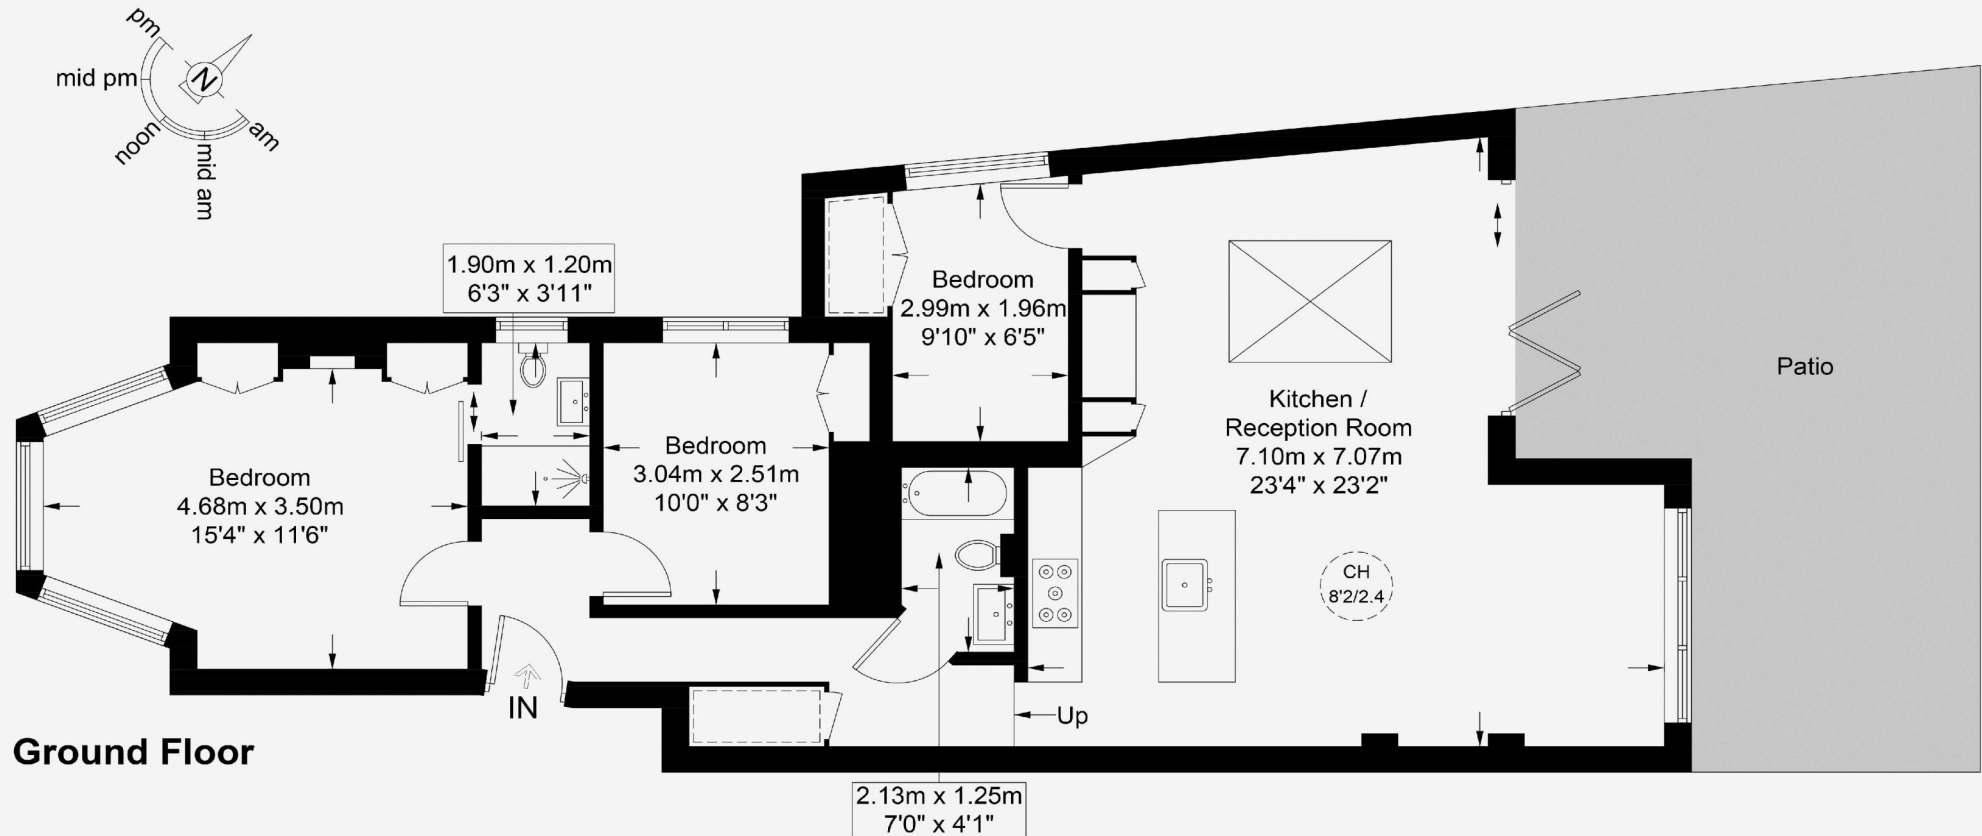 pm
mid pm
N
noon
mid am
am
1.90m x 1.20m
6'3" x 3'11"
Bedroom
2.99m x 1.96m
9'10" x 6'5"
Kitchen /
Reception Room
7.10m x 7.07m
23'4" x 23'2"
Patio
Bedroom
4.68m x 3.50m
15'4" x 11'6"
Bedroom
3.04m x 2.51m
10'0" x 8'3"
CH
8'2/2.4
IN
Up
Ground Floor
2.13m x 1.25m
7'0" x 4'1"